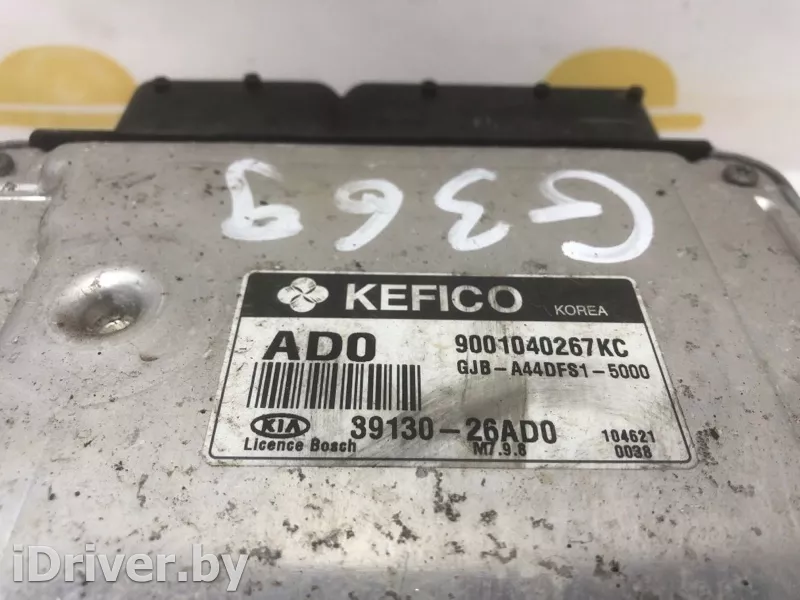 G369
KEFICO KOREA
AD0 9001040267KC
GJB-A44DFS1-5000
KIA 39130-26AD0 104621
Licence Bosch M7.9.8 0038
iDriver.by